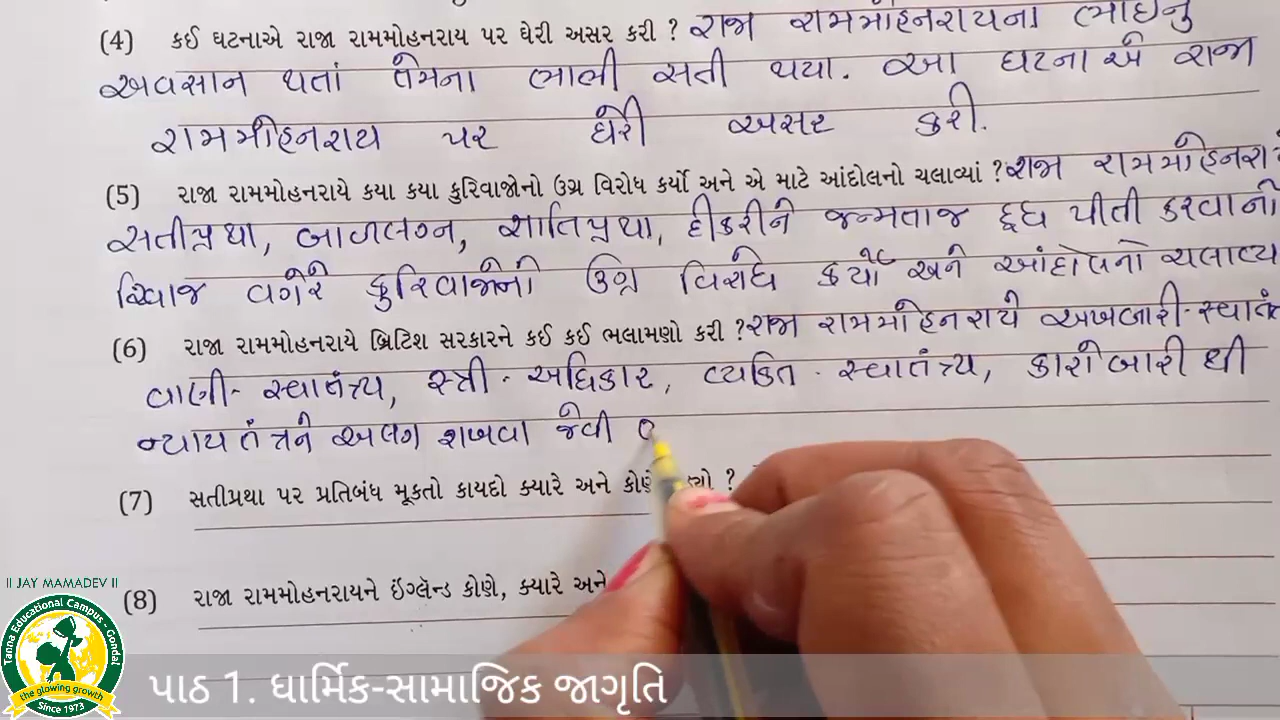 (4) કઈ ઘટનાએ રાજા રામમોહનરાય પર ઘેરી અસર કરી ? રાજા રામમોહનરાયના ભાઇનુ
અવસાન થતાં તેમના ભાભી સતી થયા. આ ઘટના એ રાજા
રામમોહનરાય પર ઘેરી અસર કરી.
(5) રાજા રામમોહનરાયે કયા કયા કુરિવાજોનો ઉગ્ર વિરોધ કર્યો અને એ માટે આંદોલનો ચલાવ્યાં ? રાજા રામમોહનરા
સતીપ્રથા, બાળલગ્ન, જ્ઞાતિપ્રથા, દીકરીને જન્મતાજ દૂધ પીતી કરવાનો
રિવાજ વગેરે કુરિવાજોનો ઉગ્ર વિરોધ કર્યો અને આંદોલનો ચલાવ્ય
(6) રાજા રામમોહનરાયે બ્રિટિશ સરકારને કઈ કઈ ભલામણો કરી ? રાજા રામમોહનરાયે અખબારી-સ્વાતં
વાણી- સ્વાતંત્ર્ય, સ્ત્રી - અધિકાર, વ્યક્તિ - સ્વાતંત્ર્ય, કારોબારી થી
ન્યાયતંત્રને અલગ રાખવા જેવી
(7) સતીપ્રથા પર પ્રતિબંધ મૂકતો કાયદો ક્યારે અને ?
(8) રાજા રામમોહનરાયને ઈંગ્લૅન્ડ કોણે, ક્યારે અને
|| JAY MAMADEV ||
Tanna Educational Campus - Gondal
the glowing growth
Since 1973
પાઠ 1. ધાર્મિક-સામાજિક જાગૃતિ